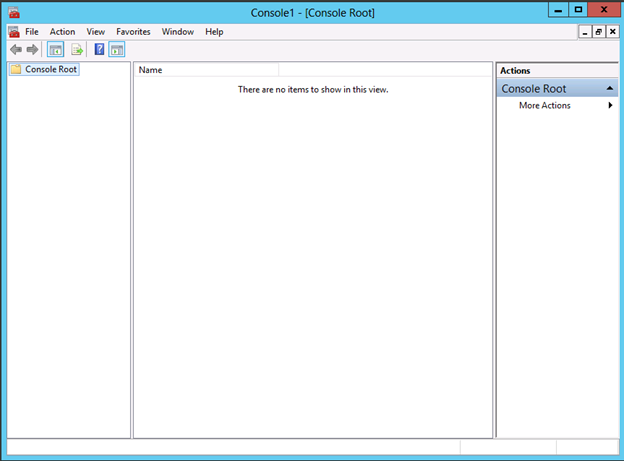 Console1 - [Console Root]
File Action View Favorites Window Help
Console Root
Name
There are no items to show in this view.
Actions
Console Root
More Actions